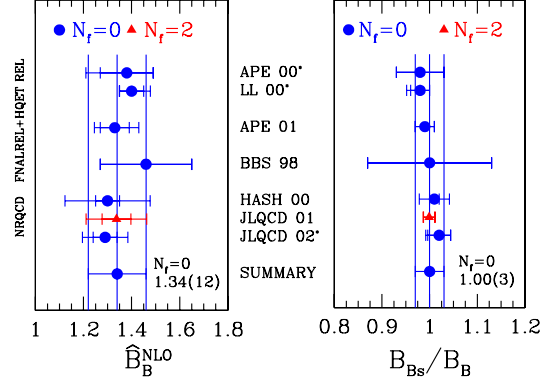 N_f=0 N_f=2
N_f=0 N_f=2
NRQCD FNAL REL+HQET REL
APE 00*
LL 00*
APE 01
BBS 98
HASH 00
JLQCD 01
JLQCD 02*
SUMMARY
N_f=0
1.34(12)
N_f=0
1.00(3)
1 1.2 1.4 1.6 1.8
0.8 0.9 1 1.1 1.2
B̂_B^NLO
B_Bs/B_B